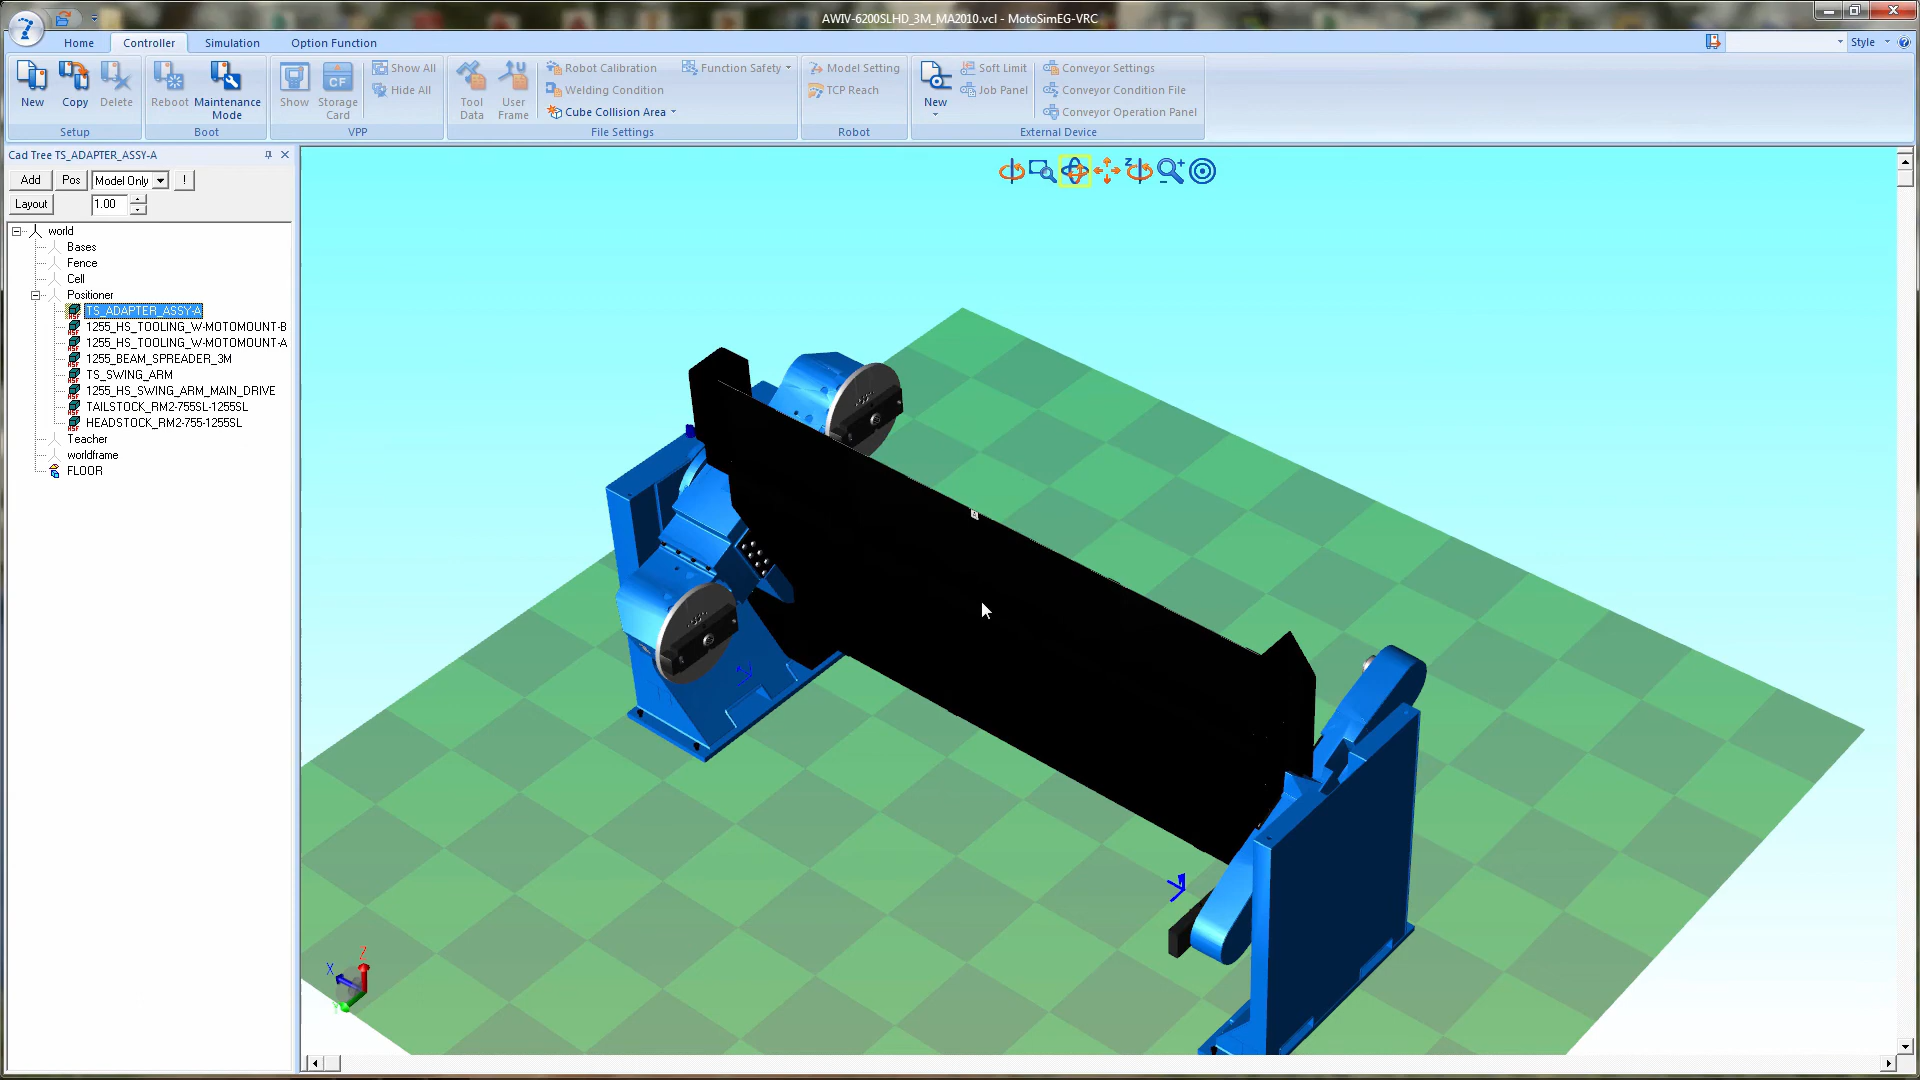 AWIV-6200SLHD_3M_MA2010.vcl - MotoSimEG-VRC
Home Controller Simulation Option Function Style
New Copy Delete
Setup
Reboot Maintenance Mode
Boot
Show Storage Card
CF
Show All
Hide All
VPP
Tool Data User Frame
Robot Calibration Function Safety
Welding Condition
Cube Collision Area
File Settings
Model Setting
TCP Reach
Robot
New
Soft Limit Conveyor Settings
Job Panel Conveyor Condition File
Conveyor Operation Panel
External Device
Cad Tree TS_ADAPTER_ASSY-A
Add Pos Model Only !
Layout 1.00
world
Bases
Fence
Cell
Positioner
TS_ADAPTER_ASSY-A
1255_HS_TOOLING_W-MOTOMOUNT-B
1255_HS_TOOLING_W-MOTOMOUNT-A
1255_BEAM_SPREADER_3M
TS_SWING_ARM
1255_HS_SWING_ARM_MAIN_DRIVE
TAILSTOCK_RM2-755SL-1255SL
HEADSTOCK_RM2-755-1255SL
Teacher
worldframe
FLOOR
Z
X